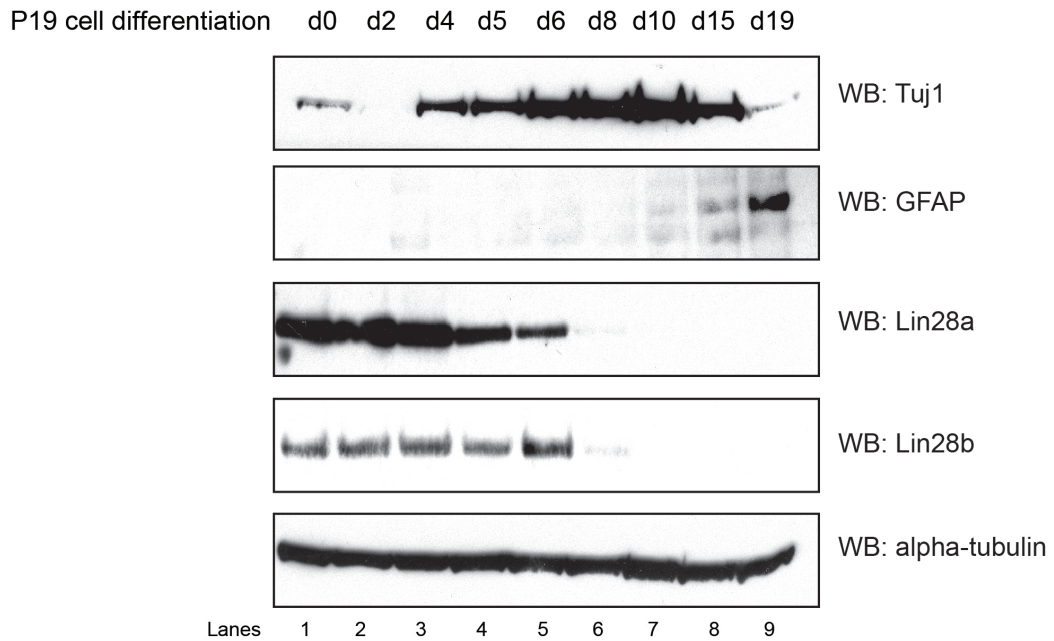 P19 cell differentiation d0 d2 d4 d5 d6 d8 d10 d15 d19
WB: Tuj1
WB: GFAP
WB: Lin28a
WB: Lin28b
WB: alpha-tubulin
Lanes 1 2 3 4 5 6 7 8 9